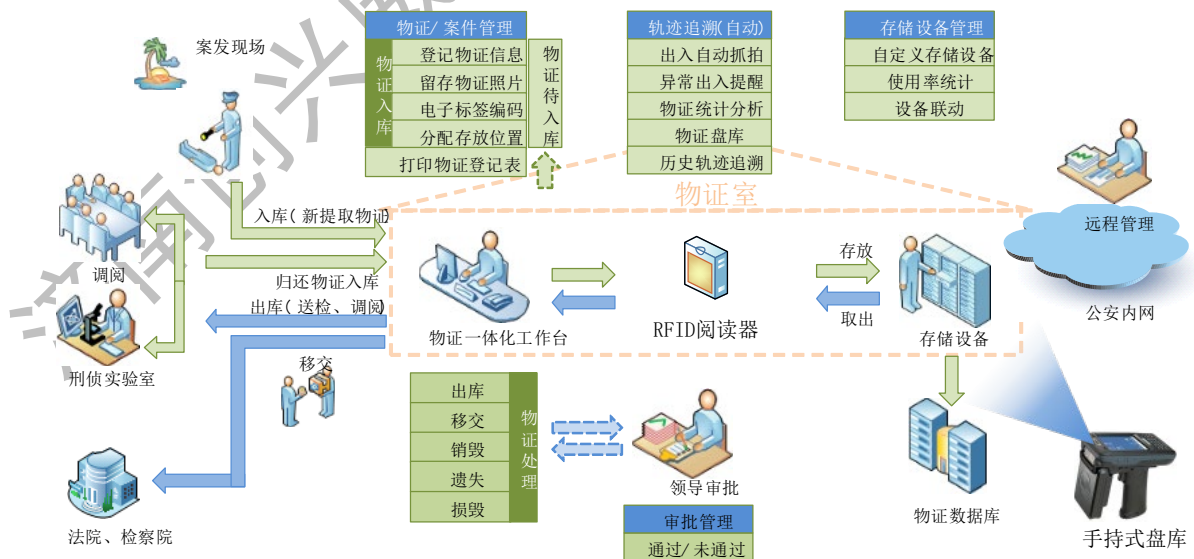 物证/案件管理
物证入库
登记物证信息
留存物证照片
电子标签编码
分配存放位置
打印物证登记表
物证待入库
轨迹追溯(自动)
出入自动抓拍
异常出入提醒
物证统计分析
物证盘库
历史轨迹追溯
存储设备管理
自定义存储设备
使用率统计
设备联动
案发现场
物证室
远程管理
公安内网
入库(新提取物证)
归还物证入库
出库(送检、调阅)
调阅
刑侦实验室
移交
法院、检察院
物证一体化工作台
RFID阅读器
存放
取出
存储设备
出库
移交
销毁
遗失
损毁
物证处理
领导审批
审批管理
通过/未通过
物证数据库
手持式盘库
济南创兴